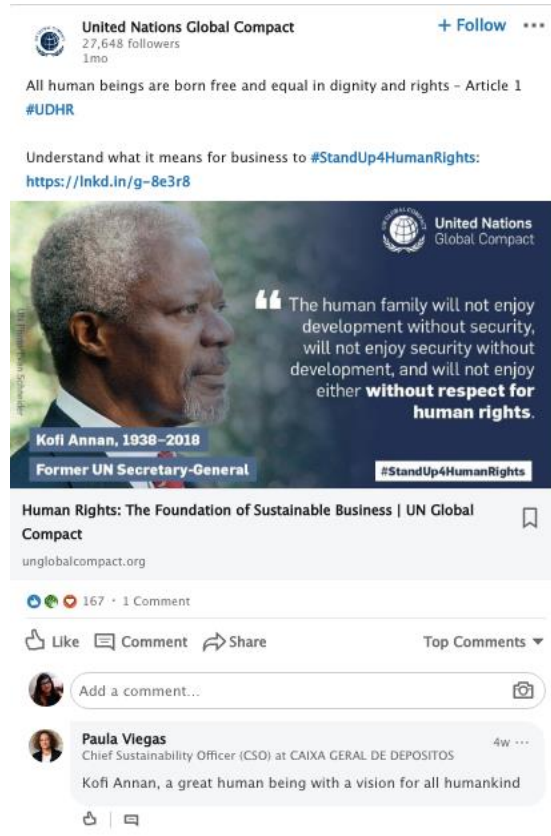 United Nations Global Compact
+ Follow
27,648 followers
1mo
All human beings are born free and equal in dignity and rights – Article 1
#UDHR
Understand what it means for business to #StandUp4HumanRights:
https://lnkd.in/g-8e3r8
United Nations
Global Compact
“ The human family will not enjoy
development without security,
will not enjoy security without
development, and will not enjoy
either without respect for
human rights.
Kofi Annan, 1938–2018
Former UN Secretary-General
#StandUp4HumanRights
Human Rights: The Foundation of Sustainable Business | UN Global
Compact
unglobalcompact.org
167 · 1 Comment
Like Comment Share Top Comments
Add a comment...
Paula Viegas
4w
Chief Sustainability Officer (CSO) at CAIXA GERAL DE DEPOSITOS
Kofi Annan, a great human being with a vision for all humankind